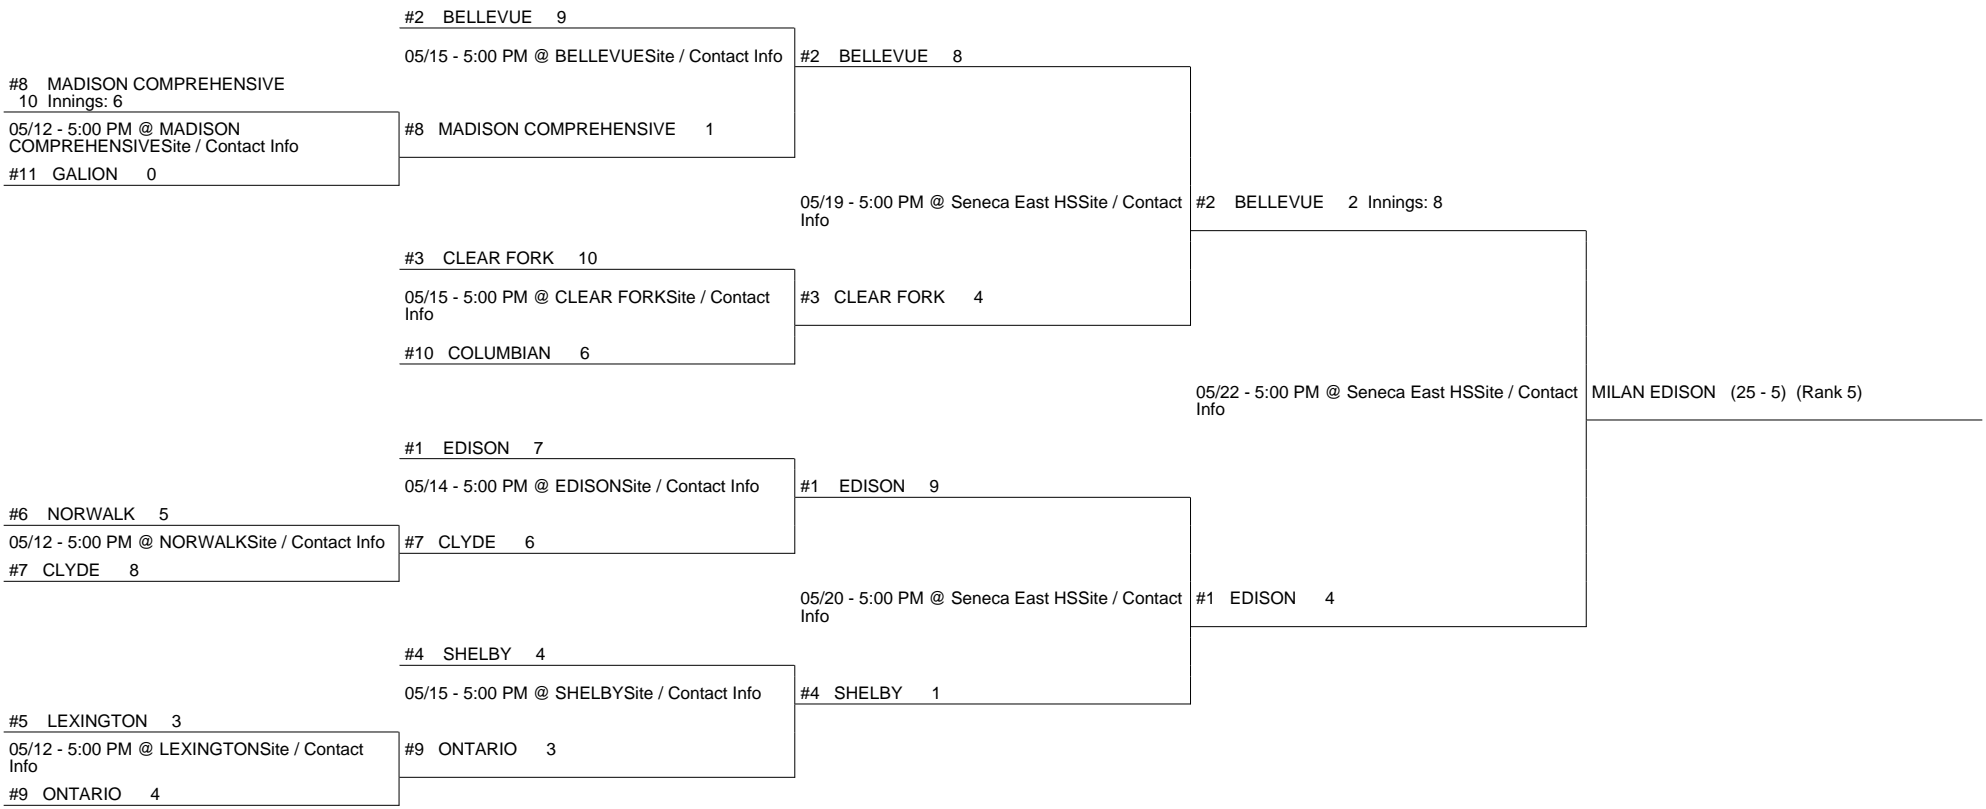 #2 BELLEVUE 9
05/15 - 5:00 PM @ BELLEVUESite / Contact Info
#2 BELLEVUE 8
#8 MADISON COMPREHENSIVE
10 Innings: 6
05/12 - 5:00 PM @ MADISON
COMPREHENSIVESite / Contact Info
#8 MADISON COMPREHENSIVE 1
#11 GALION 0
05/19 - 5:00 PM @ Seneca East HSSite / Contact
Info
#2 BELLEVUE 2 Innings: 8
#3 CLEAR FORK 10
05/15 - 5:00 PM @ CLEAR FORKSite / Contact
Info
#3 CLEAR FORK 4
#10 COLUMBIAN 6
05/22 - 5:00 PM @ Seneca East HSSite / Contact
Info
MILAN EDISON (25 - 5) (Rank 5)
#1 EDISON 7
05/14 - 5:00 PM @ EDISONSite / Contact Info
#1 EDISON 9
#6 NORWALK 5
05/12 - 5:00 PM @ NORWALKSite / Contact Info
#7 CLYDE 6
#7 CLYDE 8
05/20 - 5:00 PM @ Seneca East HSSite / Contact
Info
#1 EDISON 4
#4 SHELBY 4
05/15 - 5:00 PM @ SHELBYSite / Contact Info
#4 SHELBY 1
#5 LEXINGTON 3
05/12 - 5:00 PM @ LEXINGTONSite / Contact
Info
#9 ONTARIO 3
#9 ONTARIO 4